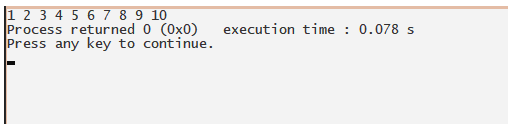 1 2 3 4 5 6 7 8 9 10
Process returned 0 (0x0)   execution time : 0.078 s
Press any key to continue.